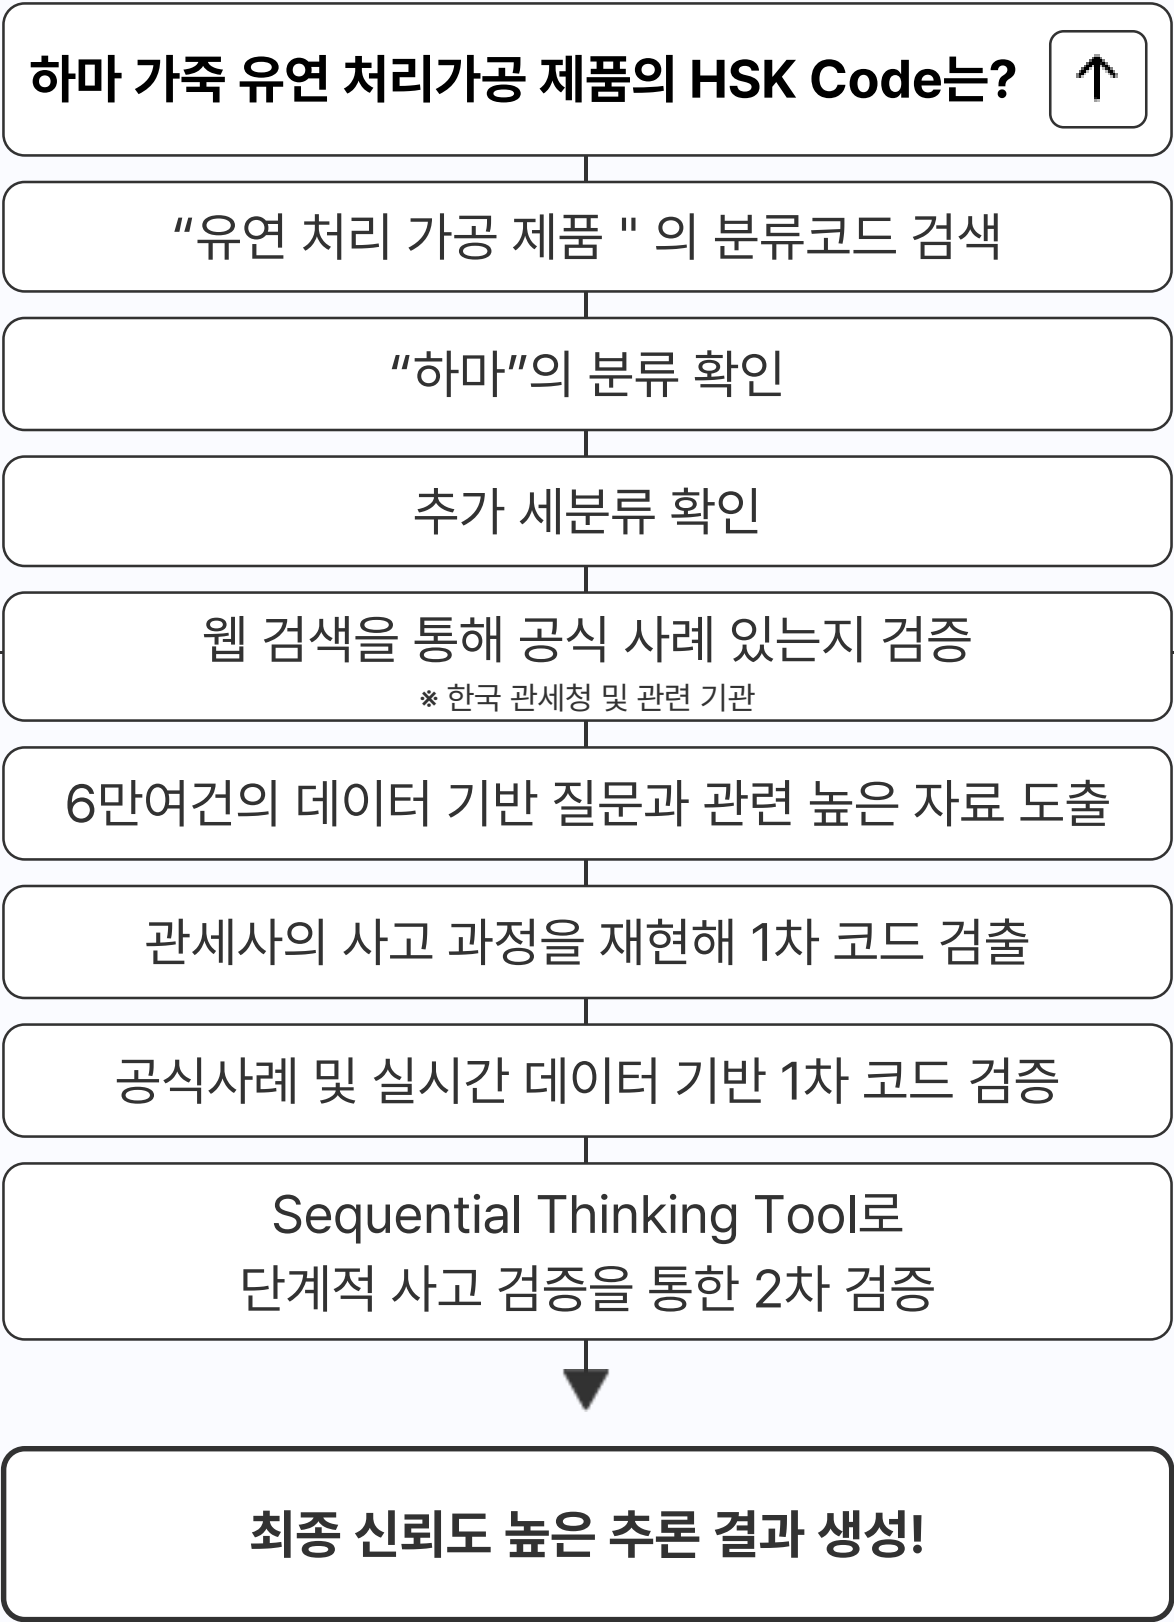 하마 가죽 유연 처리가공 제품의 HSK Code는?
“유연 처리 가공 제품 " 의 분류코드 검색
“하마”의 분류 확인
추가 세분류 확인
웹 검색을 통해 공식 사례 있는지 검증
※ 한국 관세청 및 관련 기관
6만여건의 데이터 기반 질문과 관련 높은 자료 도출
관세사의 사고 과정을 재현해 1차 코드 검출
공식사례 및 실시간 데이터 기반 1차 코드 검증
Sequential Thinking Tool로
단계적 사고 검증을 통한 2차 검증
최종 신뢰도 높은 추론 결과 생성!